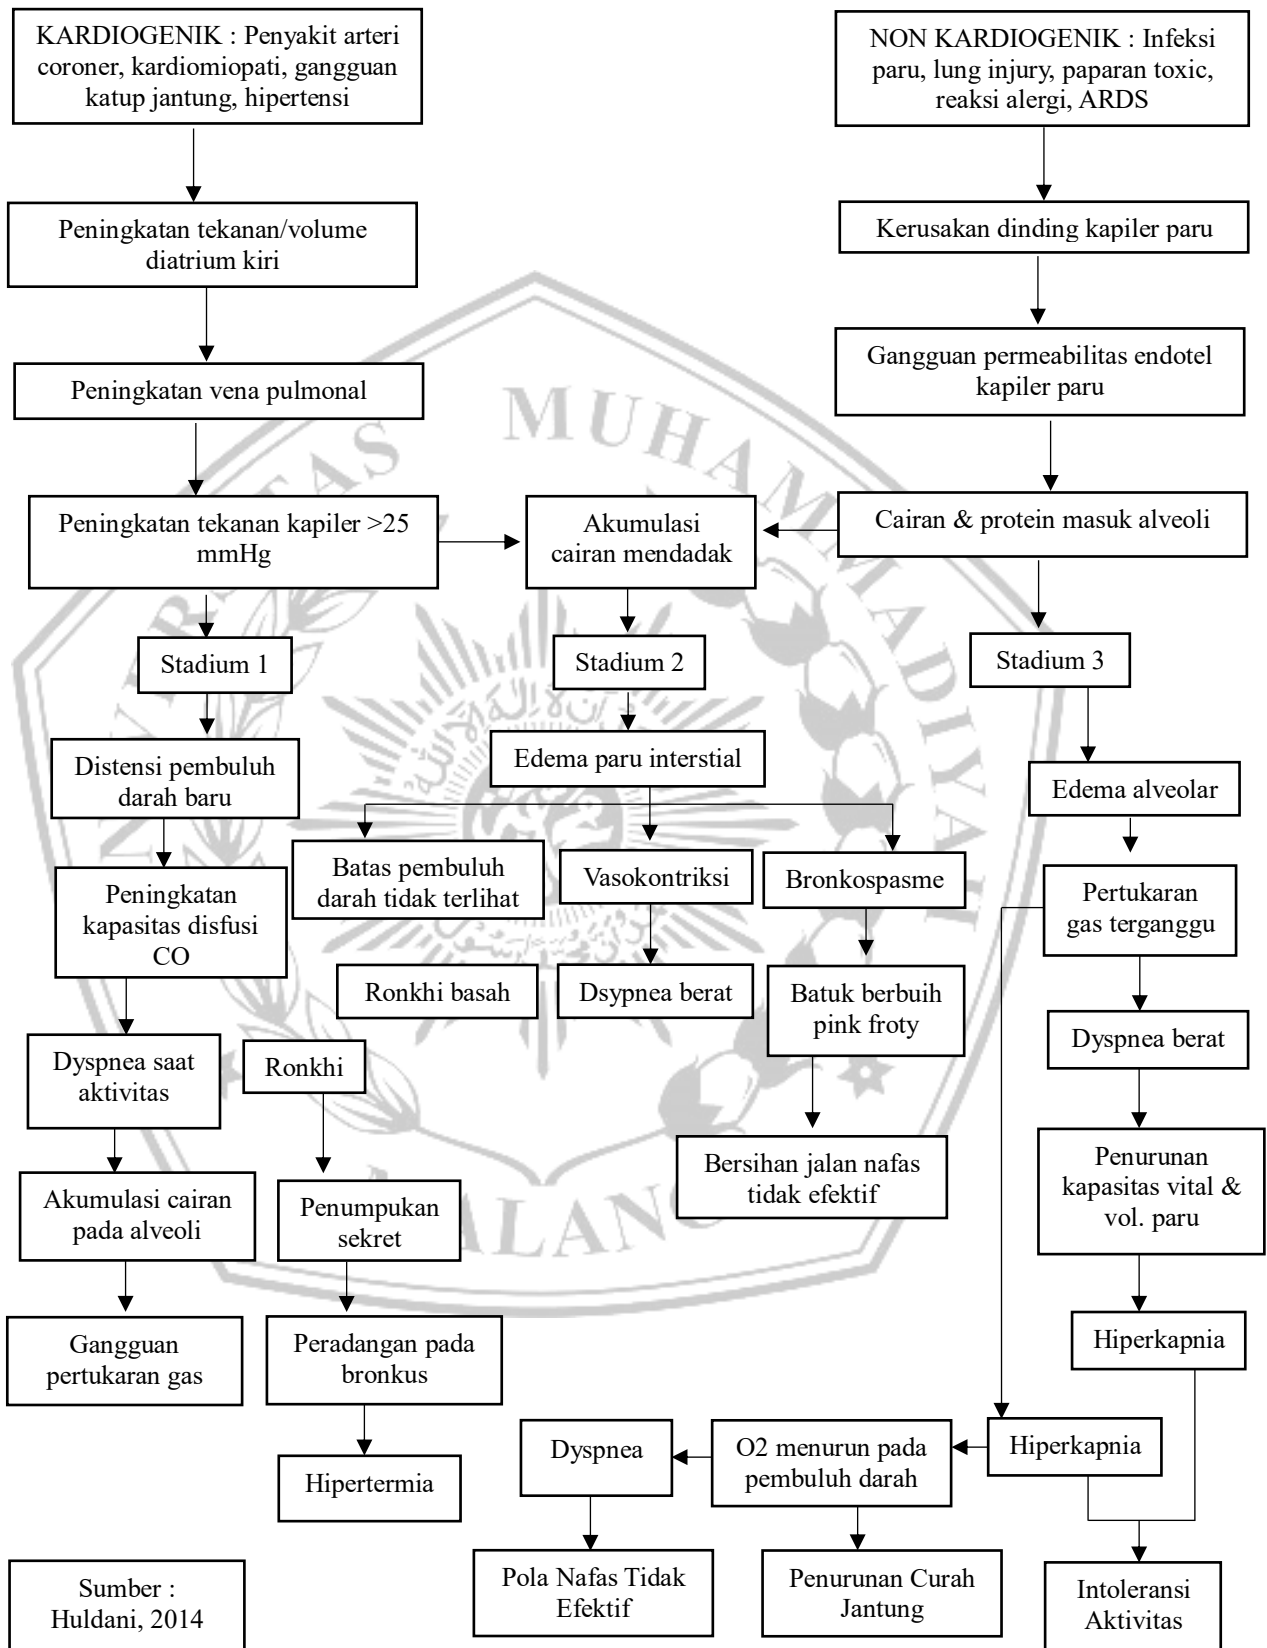 KARDIOGENIK : Penyakit arteri
coroner, kardiomiopati, gangguan
katup jantung, hipertensi
NON KARDIOGENIK : Infeksi
paru, lung injury, paparan toxic,
reaksi alergi, ARDS
Peningkatan tekanan/volume
diatrium kiri
Kerusakan dinding kapiler paru
Peningkatan vena pulmonal
Gangguan permeabilitas endotel
kapiler paru
Peningkatan tekanan kapiler >25
mmHg
Akumulasi
cairan mendadak
Cairan & protein masuk alveoli
Stadium 1
Stadium 2
Stadium 3
Distensi pembuluh
darah baru
Edema paru interstial
Edema alveolar
Peningkatan
kapasitas disfusi
CO
Batas pembuluh
darah tidak terlihat
Vasokontriksi
Bronkospasme
Pertukaran
gas terganggu
Ronkhi basah
Dsypnea berat
Batuk berbuih
pink froty
Dyspnea berat
Dyspnea saat
aktivitas
Ronkhi
Bersihan jalan nafas
tidak efektif
Penurunan
kapasitas vital &
vol. paru
Akumulasi cairan
pada alveoli
Penumpukan
sekret
Gangguan
pertukaran gas
Peradangan pada
bronkus
Hiperkapnia
Hipertermia
Dyspnea
O2 menurun pada
pembuluh darah
Hiperkapnia
Pola Nafas Tidak
Efektif
Penurunan Curah
Jantung
Intoleransi
Aktivitas
Sumber :
Huldani, 2014
MUHAMMADIYAH